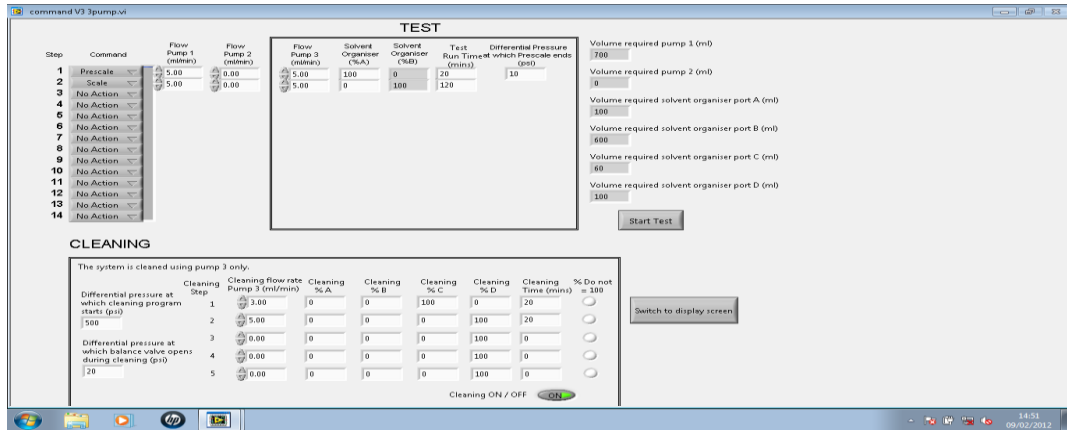 command V3 3pump.vi
TEST
Step Command Flow Pump 1 (ml/min) Flow Pump 2 (ml/min) Flow Pump 3 (ml/min) Solvent Organiser (%A) Solvent Organiser (%B) Test Run Time (mins) Differential Pressure at which Prescale ends (psi)
1 Prescale 5.00 0.00 5.00 100 0 20 10
2 Scale 5.00 0.00 5.00 0 100 120
3 No Action
4 No Action
5 No Action
6 No Action
7 No Action
8 No Action
9 No Action
10 No Action
11 No Action
12 No Action
13 No Action
14 No Action
Volume required pump 1 (ml)
700
Volume required pump 2 (ml)
0
Volume required solvent organiser port A (ml)
100
Volume required solvent organiser port B (ml)
600
Volume required solvent organiser port C (ml)
60
Volume required solvent organiser port D (ml)
100
Start Test
CLEANING
The system is cleaned using pump 3 only.
Differential pressure at
which cleaning program
starts (psi)
500
Differential pressure at
which balance valve opens
during cleaning (psi)
20
Cleaning Step Cleaning flow rate Pump 3 (ml/min) Cleaning % A Cleaning % B Cleaning % C Cleaning % D Cleaning Time (mins) % Do not = 100
1 3.00 0 0 100 0 20
2 5.00 0 0 0 100 20
3 0.00 0 0 0 100 0
4 0.00 0 0 0 100 0
5 0.00 0 0 0 100 0
Cleaning ON / OFF ON
Switch to display screen
hp
14:51
09/02/2012